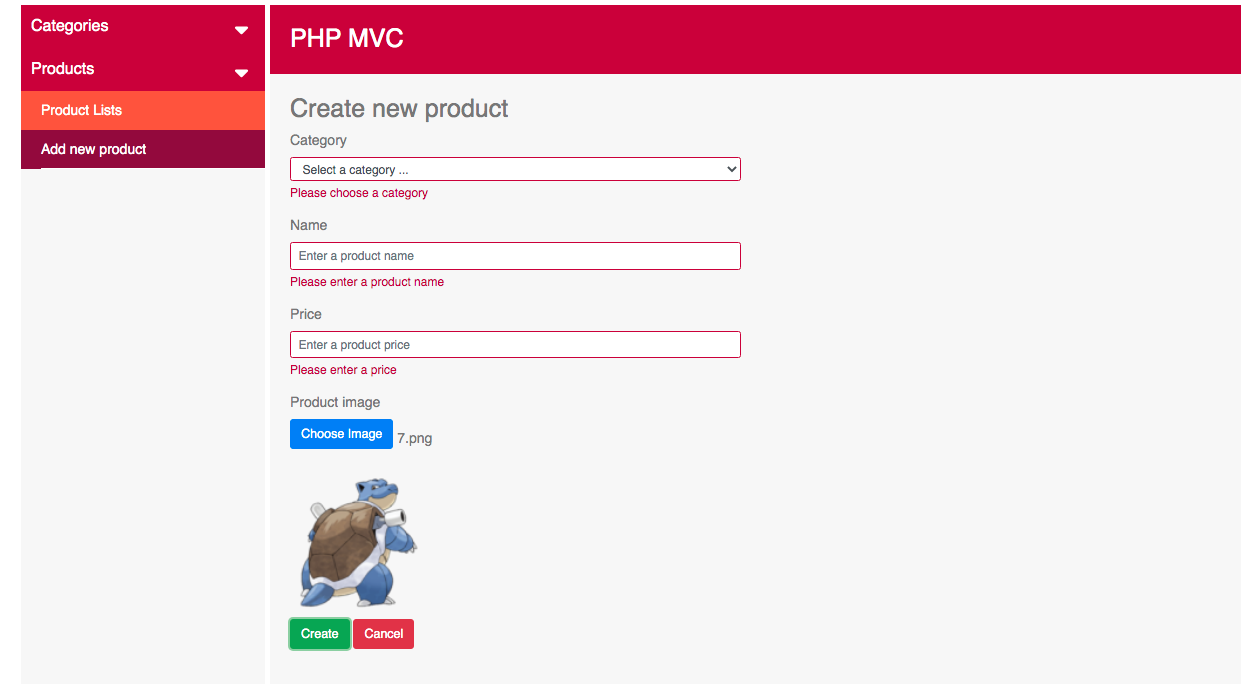 Categories
Products
Product Lists
Add new product
PHP MVC
Create new product
Category
Select a category ...
Please choose a category
Name
Enter a product name
Please enter a product name
Price
Enter a product price
Please enter a price
Product image
Choose Image 7.png
Create Cancel